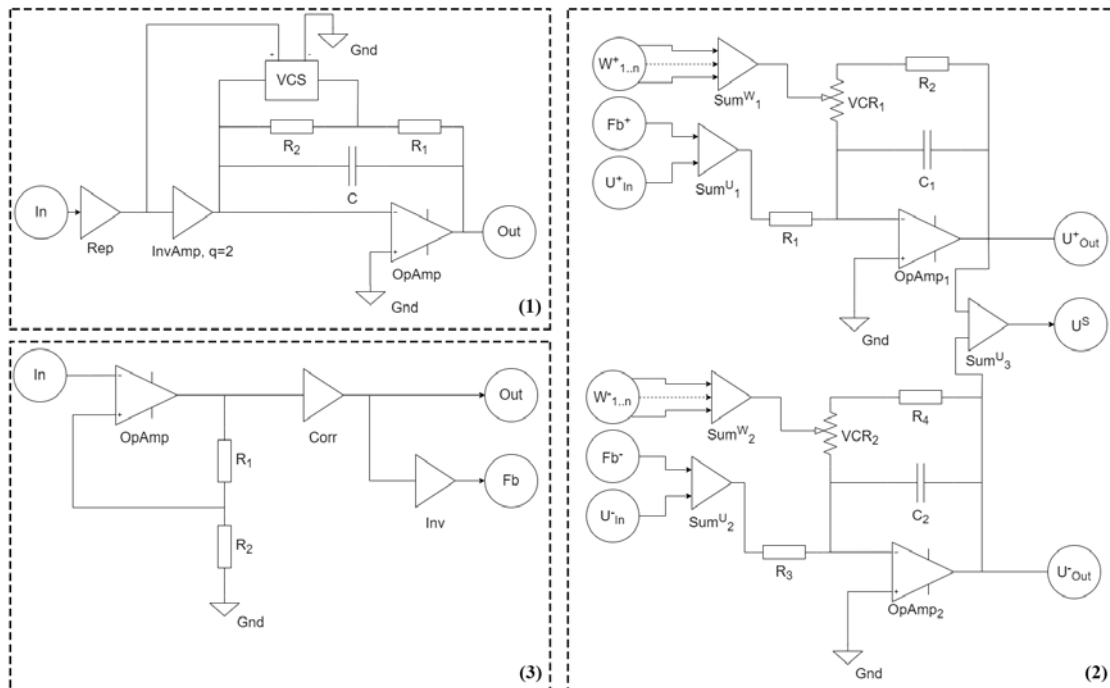 Gnd
+
-
VCS
R2
R1
C
In
Rep
InvAmp, q=2
-
+
OpAmp
Out
Gnd
(1)
In
-
+
OpAmp
Corr
Out
R1
Inv
Fb
R2
Gnd
(3)
W+1..n
SumW1
VCR1
R2
Fb+
U+In
SumU1
C1
R1
-
+
OpAmp1
U+Out
Gnd
SumU3
US
W-1..n
SumW2
VCR2
R4
Fb-
U-In
SumU2
C2
R3
-
+
OpAmp2
U-Out
Gnd
(2)